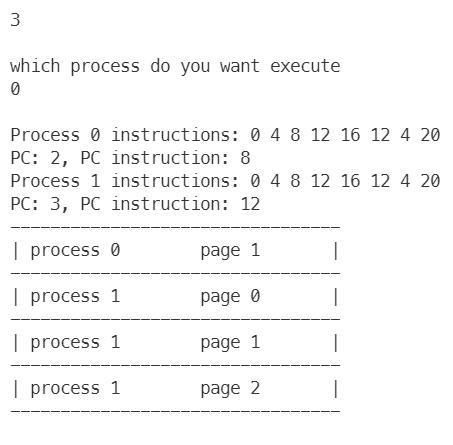 3
which process do you want execute
0
Process 0 instructions: 0 4 8 12 16 12 4 20
PC: 2, PC instruction: 8
Process 1 instructions: 0 4 8 12 16 12 4 20
PC: 3, PC instruction: 12
---------------------------------
| process 0        page 1       |
---------------------------------
| process 1        page 0       |
---------------------------------
| process 1        page 1       |
---------------------------------
| process 1        page 2       |
---------------------------------